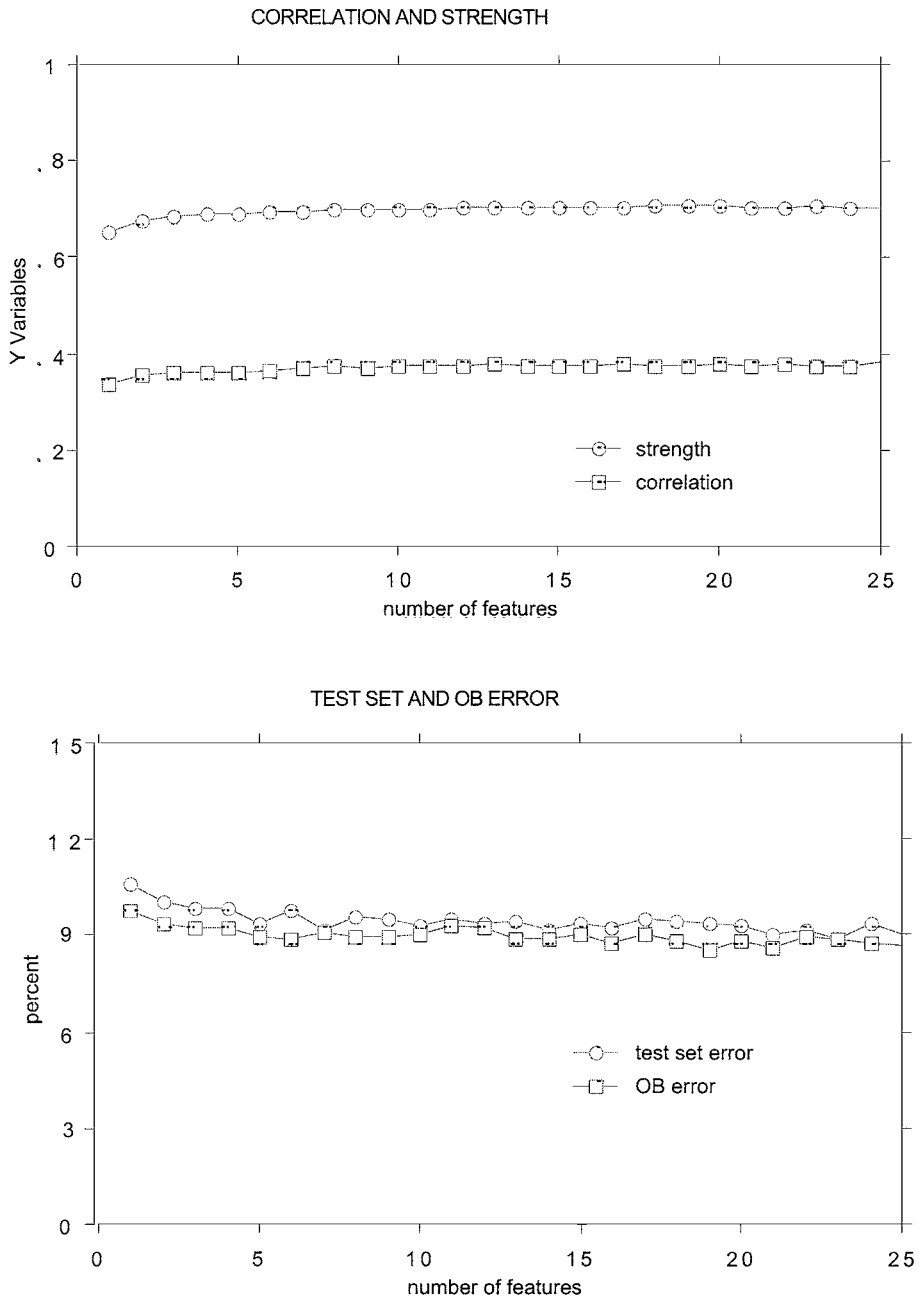 CORRELATION AND STRENGTH
1
.8
.6
.4
.2
0
Y Variables
strength
correlation
0 5 10 15 20 25
number of features
TEST SET AND OB ERROR
15
12
9
6
3
0
percent
test set error
OB error
0 5 10 15 20 25
number of features